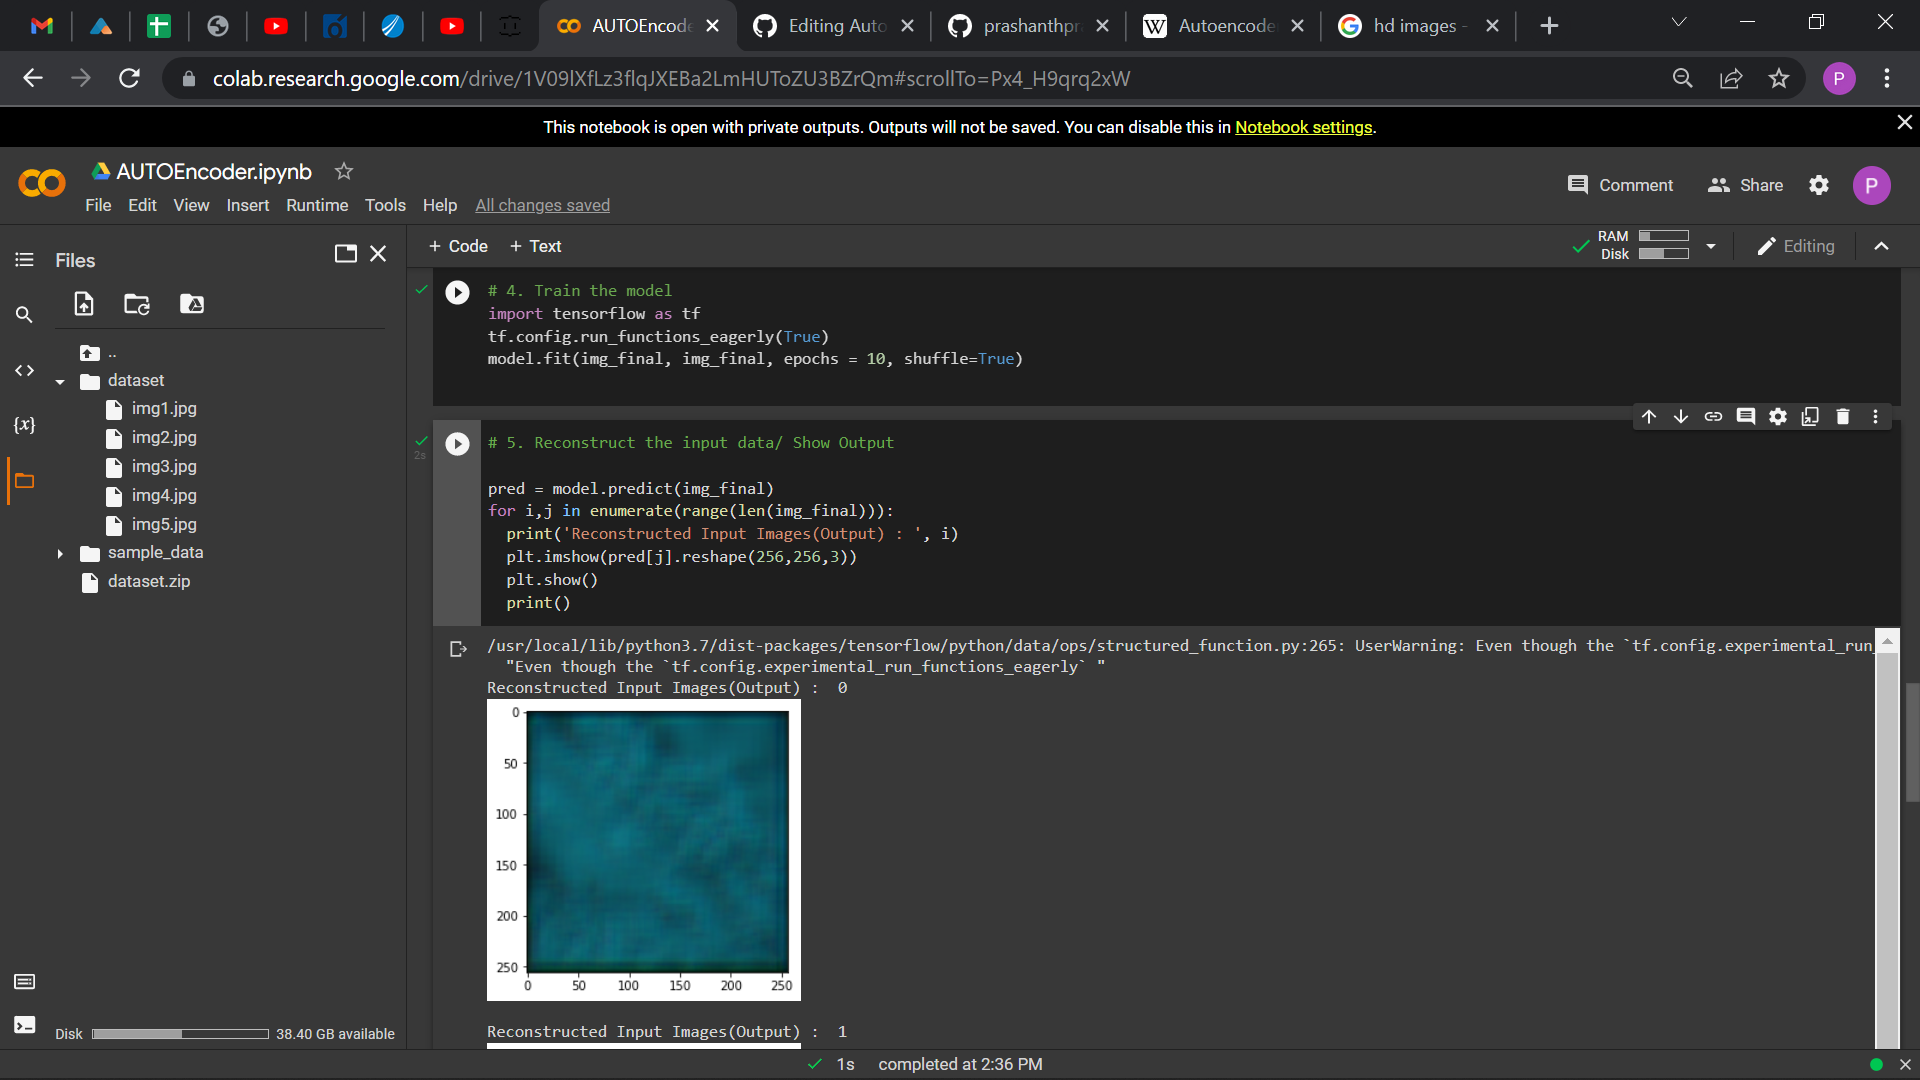 AUTOEncode
Editing Auto
prashanthpr
Autoencode
hd images -
colab.research.google.com/drive/1V09lXfLz3flqJXEBa2LmHUToZU3BZrQm#scrollTo=Px4_H9qrq2xW
P
This notebook is open with private outputs. Outputs will not be saved. You can disable this in Notebook settings.
AUTOEncoder.ipynb
File Edit View Insert Runtime Tools Help All changes saved
Comment Share P
Files
+ Code + Text
RAM
Disk
Editing
..
dataset
img1.jpg
img2.jpg
img3.jpg
img4.jpg
img5.jpg
sample_data
dataset.zip
{x}
# 4. Train the model
import tensorflow as tf
tf.config.run_functions_eagerly(True)
model.fit(img_final, img_final, epochs = 10, shuffle=True)
2s
# 5. Reconstruct the input data/ Show Output
pred = model.predict(img_final)
for i,j in enumerate(range(len(img_final))):
print('Reconstructed Input Images(Output) : ', i)
plt.imshow(pred[j].reshape(256,256,3))
plt.show()
print()
/usr/local/lib/python3.7/dist-packages/tensorflow/python/data/ops/structured_function.py:265: UserWarning: Even though the `tf.config.experimental_run_
"Even though the `tf.config.experimental_run_functions_eagerly` "
Reconstructed Input Images(Output) : 0
0
50
100
150
200
250
0 50 100 150 200 250
Reconstructed Input Images(Output) : 1
Disk 38.40 GB available
1s completed at 2:36 PM